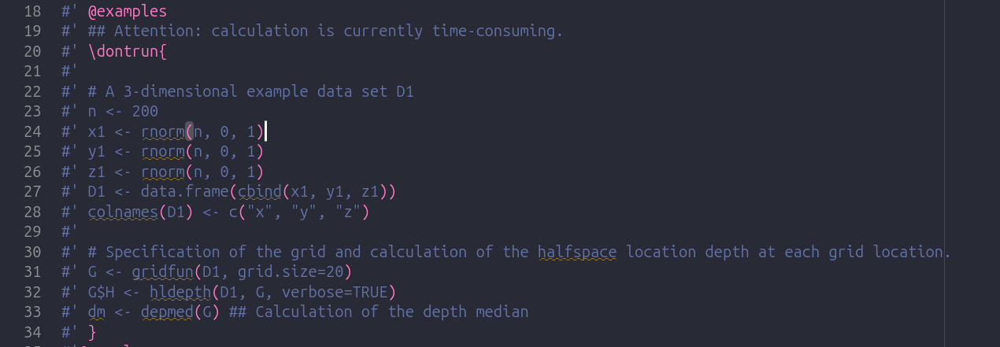 18 #' @examples
19 #' ## Attention: calculation is currently time-consuming.
20 #' \dontrun{
21 #'
22 #' # A 3-dimensional example data set D1
23 #' n <- 200
24 #' x1 <- rnorm(n, 0, 1)
25 #' y1 <- rnorm(n, 0, 1)
26 #' z1 <- rnorm(n, 0, 1)
27 #' D1 <- data.frame(cbind(x1, y1, z1))
28 #' colnames(D1) <- c("x", "y", "z")
29 #'
30 #' # Specification of the grid and calculation of the halfspace location depth at each grid location.
31 #' G <- gridfun(D1, grid.size=20)
32 #' G$H <- hldepth(D1, G, verbose=TRUE)
33 #' dm <- depmed(G) ## Calculation of the depth median
34 #' }